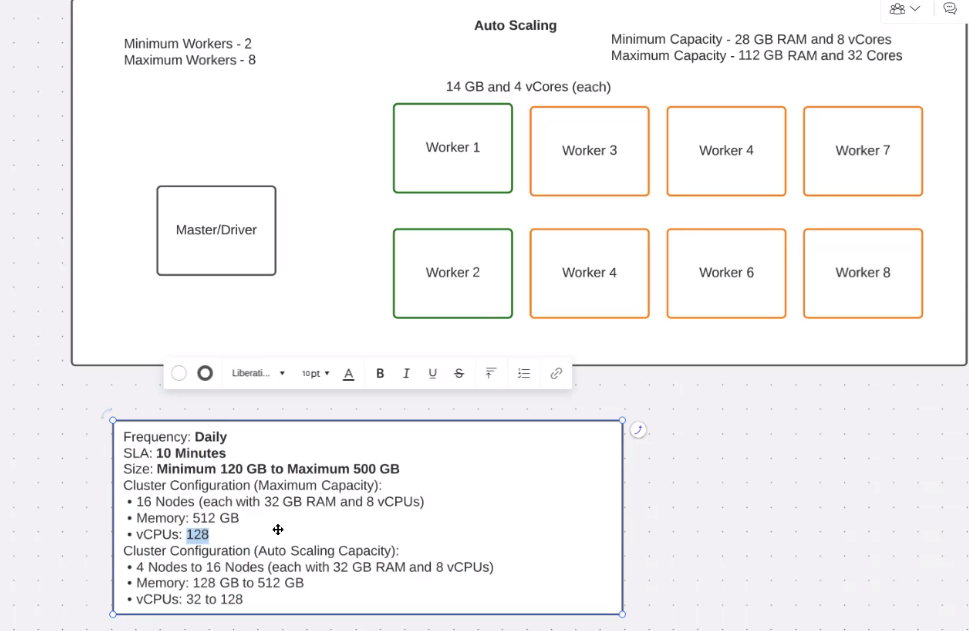 Auto Scaling
Minimum Workers - 2
Maximum Workers - 8
Minimum Capacity - 28 GB RAM and 8 vCores
Maximum Capacity - 112 GB RAM and 32 Cores
14 GB and 4 vCores (each)
Worker 1
Worker 3
Worker 4
Worker 7
Master/Driver
Worker 2
Worker 4
Worker 6
Worker 8
Liberati...
10pt
A
B
I
U
S
Frequency: Daily
SLA: 10 Minutes
Size: Minimum 120 GB to Maximum 500 GB
Cluster Configuration (Maximum Capacity):
• 16 Nodes (each with 32 GB RAM and 8 vCPUs)
• Memory: 512 GB
• vCPUs: 128
Cluster Configuration (Auto Scaling Capacity):
• 4 Nodes to 16 Nodes (each with 32 GB RAM and 8 vCPUs)
• Memory: 128 GB to 512 GB
• vCPUs: 32 to 128